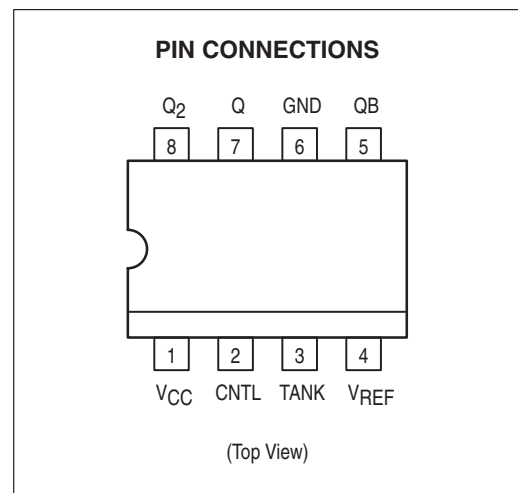 PIN CONNECTIONS
Q2 Q GND QB
8 7 6 5
1 2 3 4
VCC CNTL TANK VREF
(Top View)